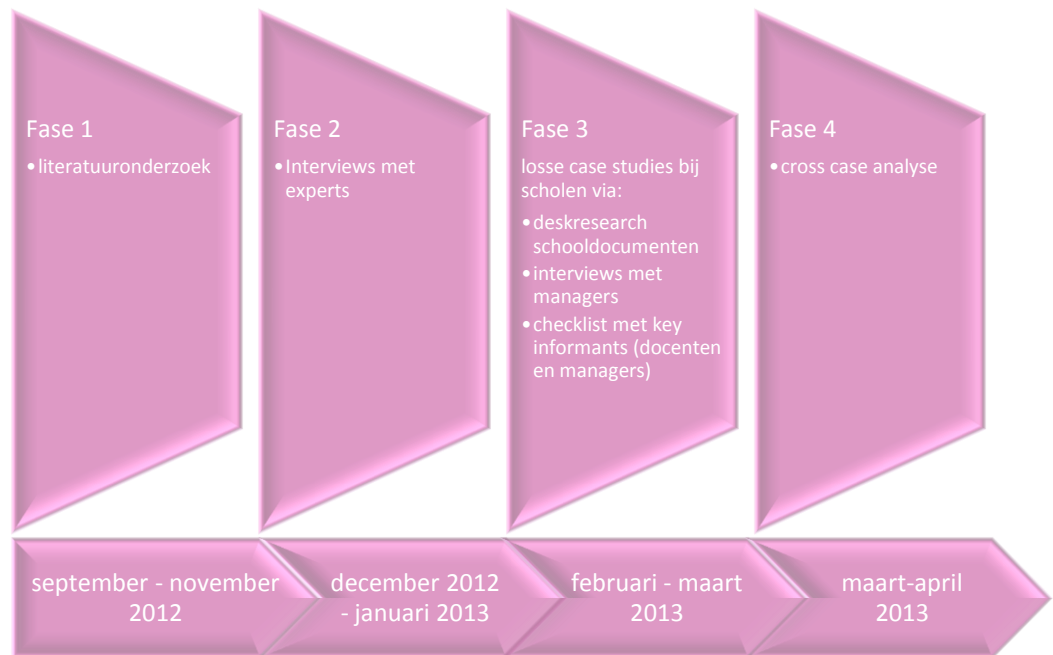 Fase 1
•literatuuronderzoek
Fase 2
•Interviews met
experts
Fase 3
losse case studies bij
scholen via:
•deskresearch
schooldocumenten
•interviews met
managers
•checklist met key
informants (docenten
en managers)
Fase 4
•cross case analyse
september - november
2012
december 2012
- januari 2013
februari - maart
2013
maart-april
2013